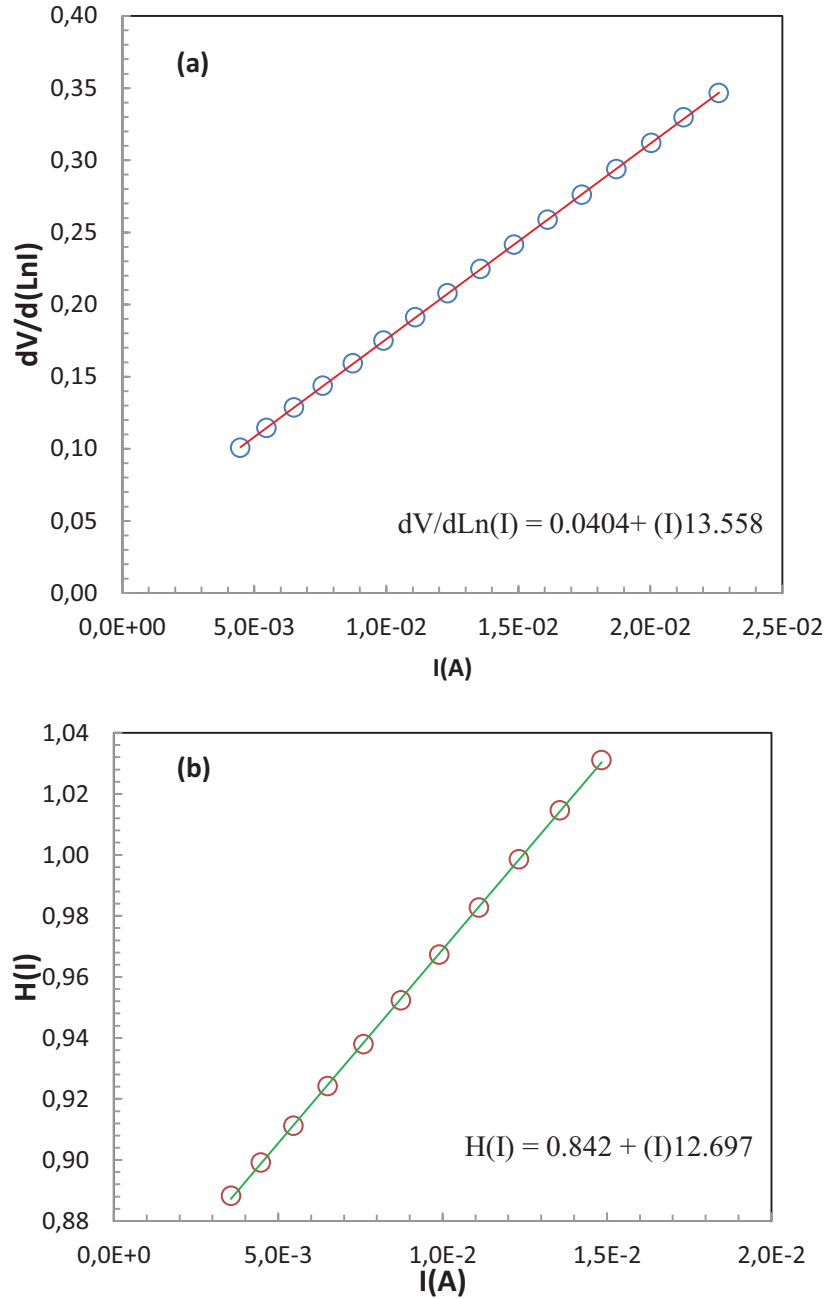 0,40
(a)
0,35
0,30
0,25
0,20
0,15
0,10
0,05
0,00
dV/d(LnI)
dV/dLn(I) = 0.0404+ (I)13.558
0,0E+00 5,0E-03 1,0E-02 1,5E-02 2,0E-02 2,5E-02
I(A)
1,04
(b)
1,02
1,00
0,98
0,96
0,94
0,92
0,90
0,88
H(I)
H(I) = 0.842 + (I)12.697
0,0E+0 5,0E-3 1,0E-2 1,5E-2 2,0E-2
I(A)